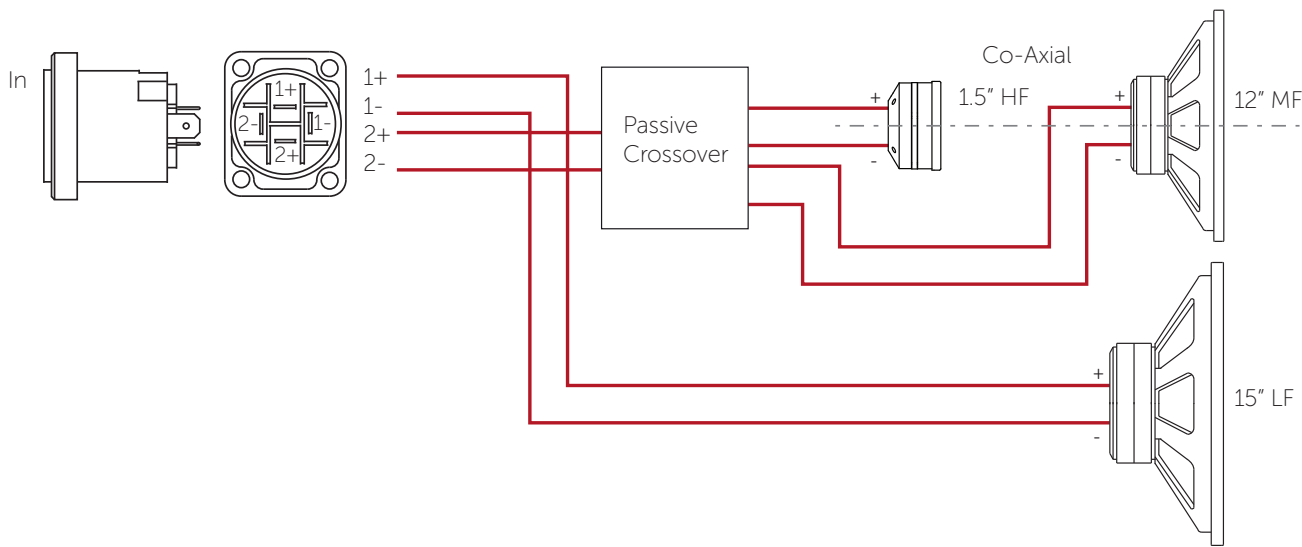 In
1+
2-
1-
2+
1+
1-
2+
2-
Passive
Crossover
+
-
Co-Axial
1.5” HF
+
-
12” MF
+
-
15” LF